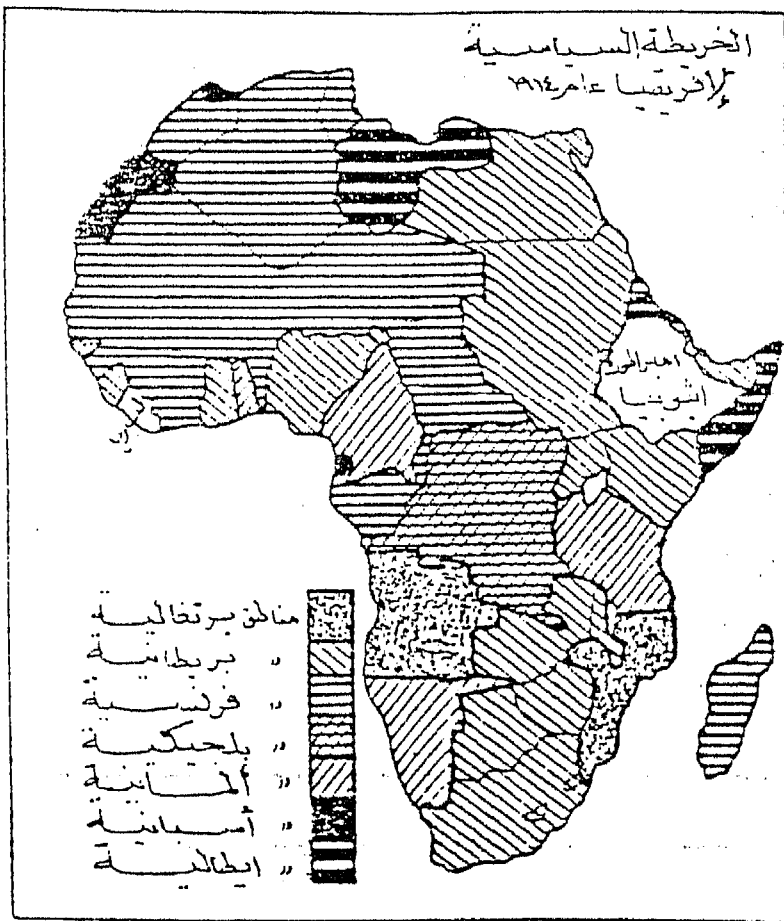 الخريطة السياسية
لإفريقيا عام ١٩١٤
امبراطورية
اثيوبيا
مناطق برتغالية
〃 بريطانية
〃 فرنسية
〃 بلجيكية
〃 ألمانية
〃 أسبانية
〃 ايطالية